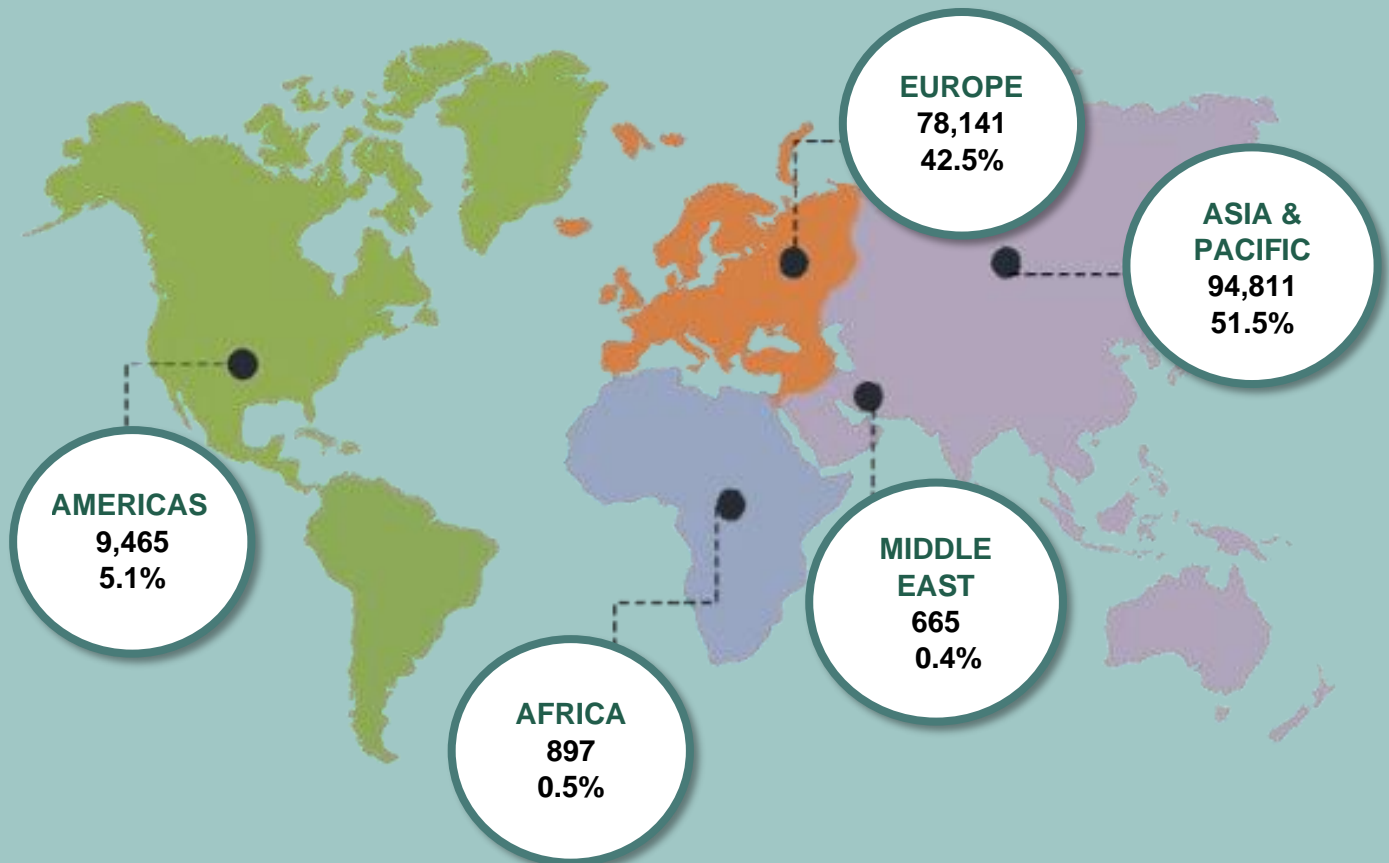 EUROPE
78,141
42.5%
ASIA &
PACIFIC
94,811
51.5%
AMERICAS
9,465
5.1%
MIDDLE
EAST
665
0.4%
AFRICA
897
0.5%